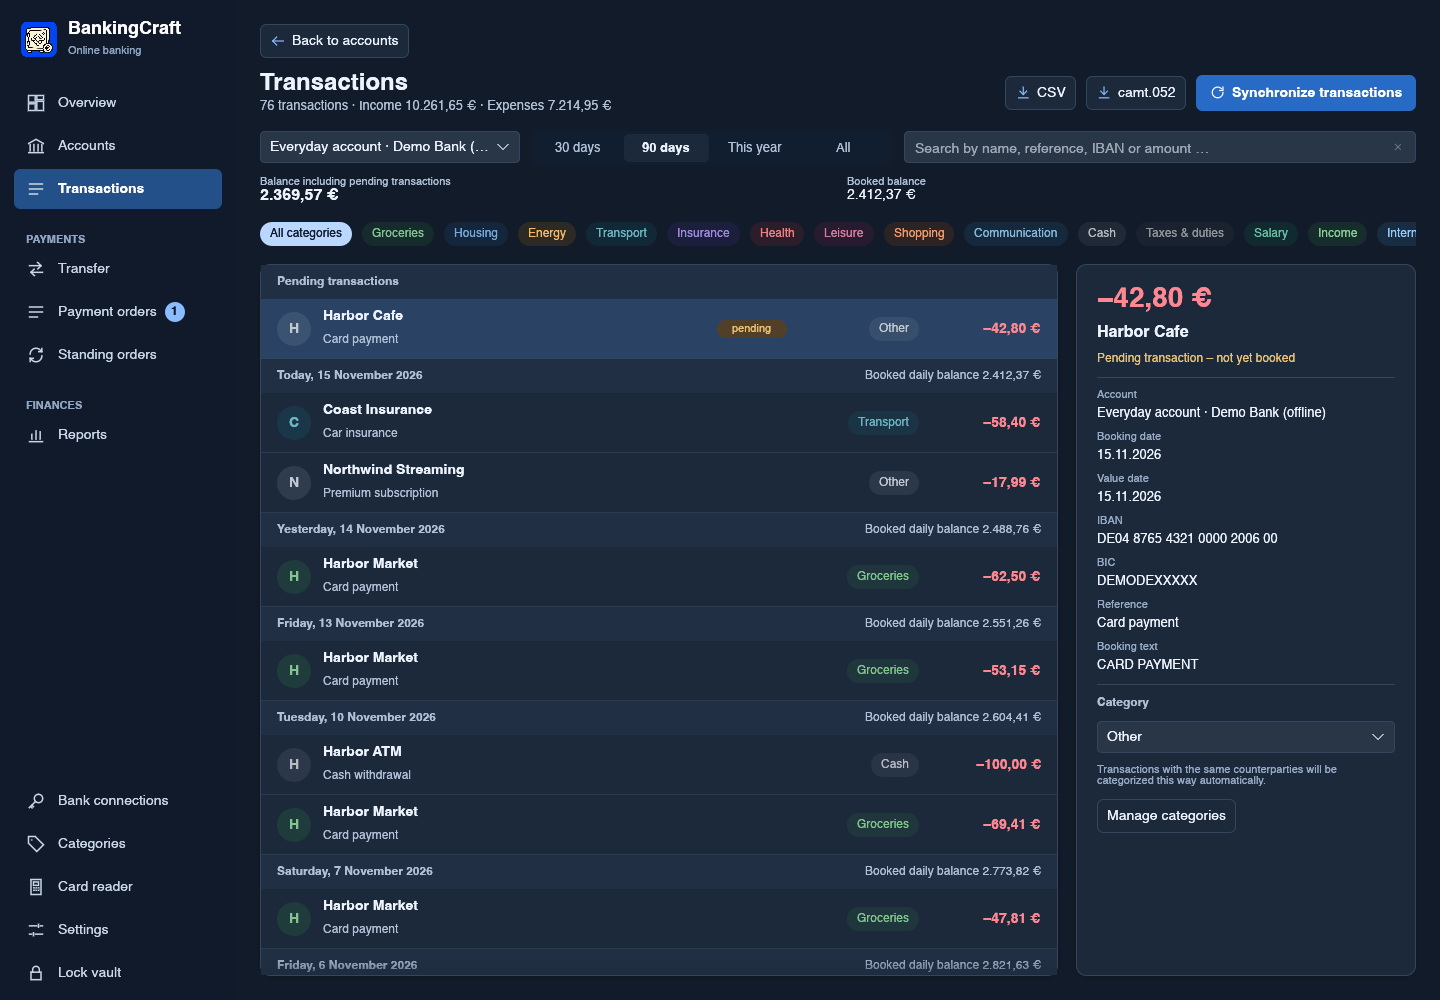 BankingCraft
Online banking
Overview
Accounts
Transactions
PAYMENTS
Transfer
Payment orders 1
Standing orders
FINANCES
Reports
Bank connections
Categories
Card reader
Settings
Lock vault
Back to accounts
Transactions
76 transactions · Income 10.261,65 € · Expenses 7.214,95 €
CSV
camt.052
Synchronize transactions
Everyday account · Demo Bank (...
30 days
90 days
This year
All
Search by name, reference, IBAN or amount ...
Balance including pending transactions
2.369,57 €
Booked balance
2.412,37 €
All categories Groceries Housing Energy Transport Insurance Health Leisure Shopping Communication Cash Taxes & duties Salary Income Intern
Pending transactions
H
Harbor Cafe
Card payment
pending
Other
−42,80 €
Today, 15 November 2026
Booked daily balance 2.412,37 €
C
Coast Insurance
Car insurance
Transport
−58,40 €
N
Northwind Streaming
Premium subscription
Other
−17,99 €
Yesterday, 14 November 2026
Booked daily balance 2.488,76 €
H
Harbor Market
Card payment
Groceries
−62,50 €
Friday, 13 November 2026
Booked daily balance 2.551,26 €
H
Harbor Market
Card payment
Groceries
−53,15 €
Tuesday, 10 November 2026
Booked daily balance 2.604,41 €
H
Harbor ATM
Cash withdrawal
Cash
−100,00 €
H
Harbor Market
Card payment
Groceries
−69,41 €
Saturday, 7 November 2026
Booked daily balance 2.773,82 €
H
Harbor Market
Card payment
Groceries
−47,81 €
Friday, 6 November 2026
Booked daily balance 2.821,63 €
−42,80 €
Harbor Cafe
Pending transaction – not yet booked
Account
Everyday account · Demo Bank (offline)
Booking date
15.11.2026
Value date
15.11.2026
IBAN
DE04 8765 4321 0000 2006 00
BIC
DEMODEXXXXX
Reference
Card payment
Booking text
CARD PAYMENT
Category
Other
Transactions with the same counterparties will be
categorized this way automatically.
Manage categories